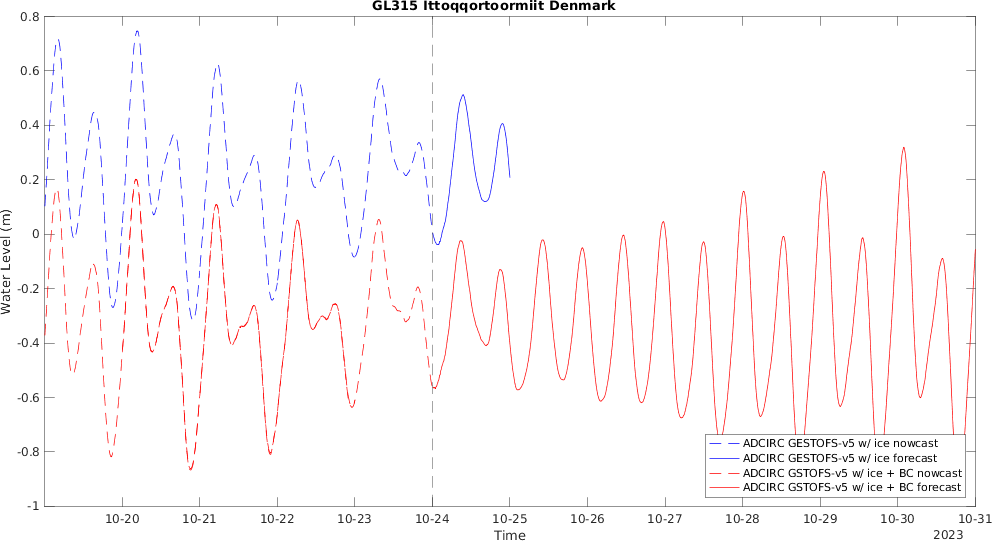 GL315 Ittoqqortoormiit Denmark
0.8
0.6
0.4
0.2
0
-0.2
-0.4
-0.6
-0.8
-1
Water Level (m)
ADCIRC GESTOFS-v5 w/ ice nowcast
ADCIRC GESTOFS-v5 w/ ice forecast
ADCIRC GSTOFS-v5 w/ ice + BC nowcast
ADCIRC GSTOFS-v5 w/ ice + BC forecast
10-20 10-21 10-22 10-23 10-24 10-25 10-26 10-27 10-28 10-29 10-30 10-31
Time
2023